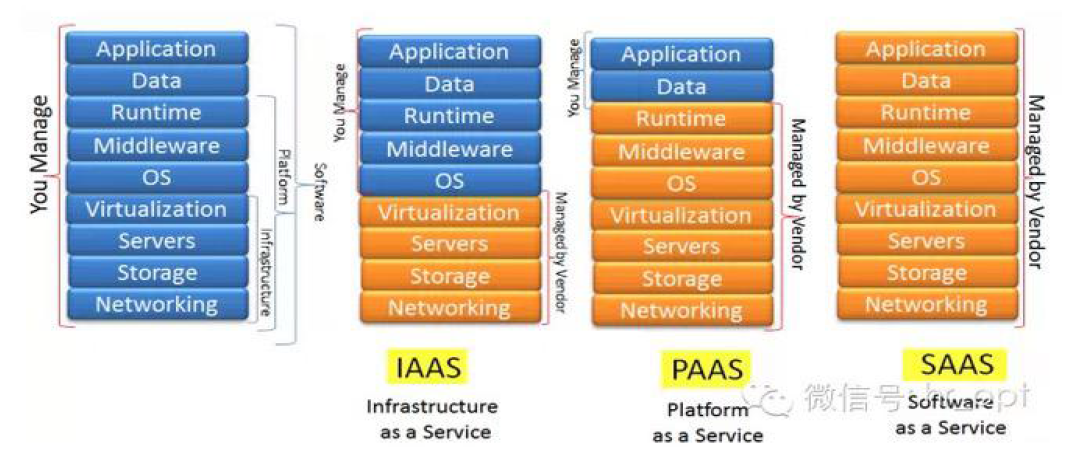 You Manage
Application
Data
Runtime
Middleware
OS
Virtualization
Servers
Storage
Networking
Infrastructure
Platform
Software
You Manage
Application
Data
Runtime
Middleware
OS
Virtualization
Servers
Storage
Networking
Managed by Vendor
IAAS
Infrastructure
as a Service
You Manage
Application
Data
Runtime
Middleware
OS
Virtualization
Servers
Storage
Networking
Managed by Vendor
PAAS
Platform
as a Service
Application
Data
Runtime
Middleware
OS
Virtualization
Servers
Storage
Networking
Managed by Vendor
SAAS
Software
as a Service
微信号: